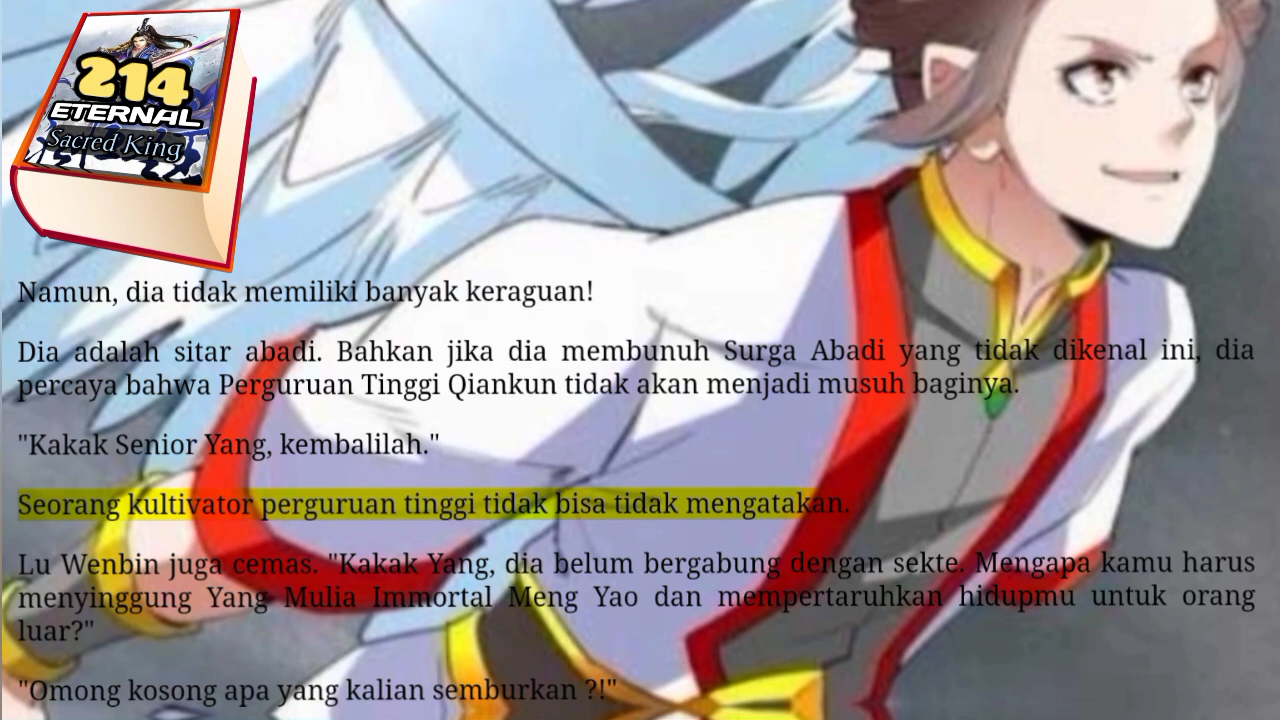 214
ETERNAL
Sacred King
Namun, dia tidak memiliki banyak keraguan!
Dia adalah sitar abadi. Bahkan jika dia membunuh Surga Abadi yang tidak dikenal ini, dia
percaya bahwa Perguruan Tinggi Qiankun tidak akan menjadi musuh baginya.
"Kakak Senior Yang, kembalilah."
Seorang kultivator perguruan tinggi tidak bisa tidak mengatakan.
Lu Wenbin juga cemas. "Kakak Yang, dia belum bergabung dengan sekte. Mengapa kamu harus
menyinggung Yang Mulia Immortal Meng Yao dan mempertaruhkan hidupmu untuk orang
luar?"
"Omong kosong apa yang kalian semburkan ?!"